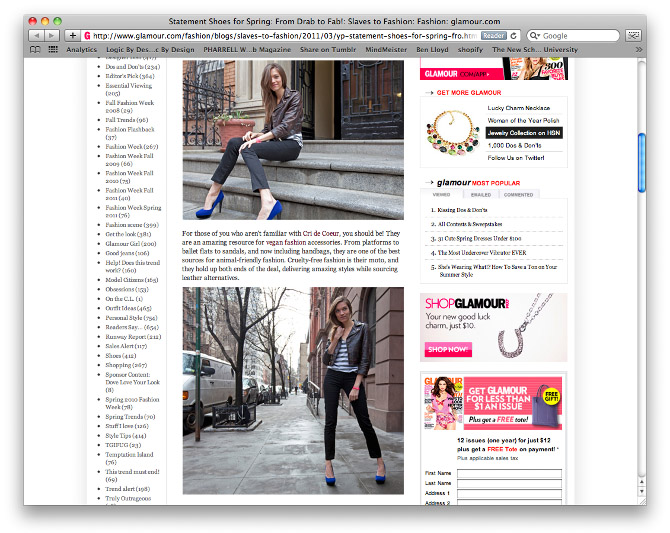 Statement Shoes for Spring: From Drab to Fab!: Slaves to Fashion: Fashion: glamour.com
http://www.glamour.com/fashion/blogs/slaves-to-fashion/2011/03/yp-statement-shoes-for-spring-fro.htm
Reader
Google
Analytics Logic By Des...c By Design PHARRELL W...b Magazine Share on Tumblr MindMeister Ben Lloyd shopify The New Sch... University
Dos and Don'ts (234)
Editor's Pick (364)
Essential Viewing
(205)
Fall Fashion Week
2008 (29)
Fall Trends (96)
Fashion Flashback
(37)
Fashion Week (267)
Fashion Week Fall
2009 (66)
Fashion Week Fall
2010 (75)
Fashion Week Fall
2011 (40)
Fashion Week Spring
2011 (76)
Fashion scene (399)
Get the look (381)
Glamour Girl (200)
Good jeans (106)
Help! Does this trend
work? (160)
Model Citizens (165)
Obsessions (153)
On the C.L. (1)
Outfit Ideas (465)
Personal Style (754)
Readers Say... (654)
Runway Report (212)
Sales Alert (117)
Shoes (412)
Shopping (267)
Sponsor Content:
Dove Love Your Look
(8)
Spring 2010 Fashion
Week (78)
Spring Trends (70)
Stuff I love (126)
Style Tips (414)
TGIFUG (23)
Temptation Island
(76)
This trend must end!
(69)
Trend alert (198)
Truly Outrageous
For those of you who aren't familiar with Cri de Coeur, you should be! They
are an amazing resource for vegan fashion accessories. From platforms to
ballet flats to sandals, and now including handbags, they are one of the best
sources for animal-friendly fashion. Cruelty-free fashion is their moto, and
they hold up both ends of the deal, delivering amazing styles while sourcing
leather alternatives.
GLAMOUR.COM/APP
300
GET MORE GLAMOUR
Lucky Charm Necklace
Women of the Year Polish
Jewelry Collection on HSN
1,000 Dos & Don'ts
Follow Us on Twitter!
glamour MOST POPULAR
VIEWED EMAILED COMMENTED
1. Kissing Dos & Don'ts
2. All Contests & Sweepstakes
3. 31 Cute Spring Dresses Under $100
4. The Most Undercover Vibrator EVER
5. She's Wearing What? How To Save a Ton on Your
Summer Style
SHOPGLAMOUR
Your new good luck
charm, just $10.
SHOP NOW
GLAMOUR
GET GLAMOUR
FOR LESS THAN
$1 AN ISSUE
Plus get a FREE tote!
FREE
GIFT!
12 issues (one year) for just $12
plus get a FREE Tote on payment! *
Plus applicable sales tax
First Name
Last Name
Address 1
Address 2